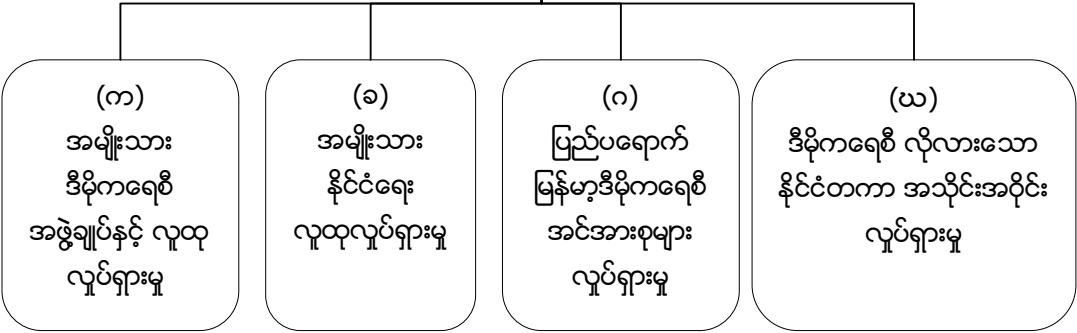 (က)
အမျိုးသား
ဒီမိုကရေစီ
အဖွဲ့ချုပ်နှင့် လူထု
လှုပ်ရှားမှု
(ခ)
အမျိုးသား
နိုင်ငံရေး
လူထုလှုပ်ရှားမှု
(ဂ)
ပြည်ပရောက်
မြန်မာ့ဒီမိုကရေစီ
အင်အားစုများ
လှုပ်ရှားမှု
(ဃ)
ဒီမိုကရေစီ လိုလားသော
နိုင်ငံတကာ အသိုင်းအဝိုင်း
လှုပ်ရှားမှု